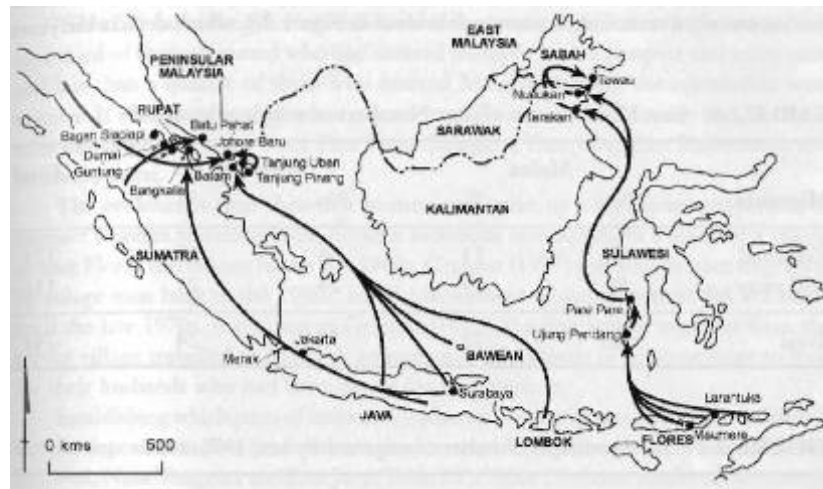 EAST
MALAYSIA
PENINSULAR
MALAYSIA
SABAH
Tawau
Nunukan
Tarakan
RUPAT
Bagan Siapiapi
Batu Pahat
SARAWAK
Johore Baru
Dumai
Guntung
Tanjung Uban
Batam
Tanjung Pinang
Bengkalis
KALIMANTAN
SUMATRA
SULAWESI
Pare Pare
Ujung Pandang
Jakarta
Merak
BAWEAN
Surabaya
JAVA
Larantuka
LOMBOK
FLORES
Maumere
0 kms 500